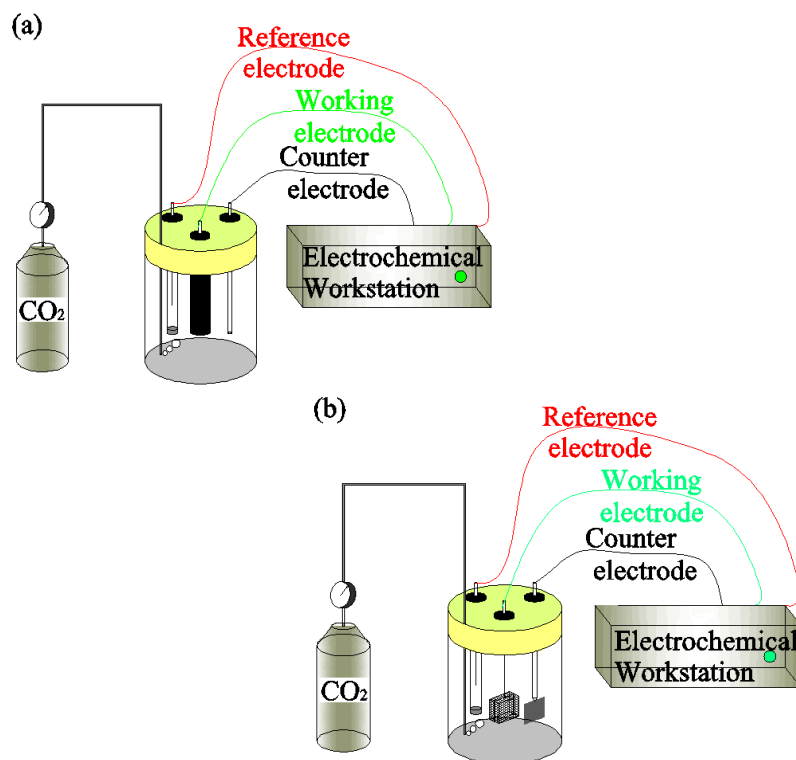 (a)
Reference
electrode
Working
electrode
Counter
electrode
Electrochemical
Workstation
CO₂
(b)
Reference
electrode
Working
electrode
Counter
electrode
Electrochemical
Workstation
CO₂